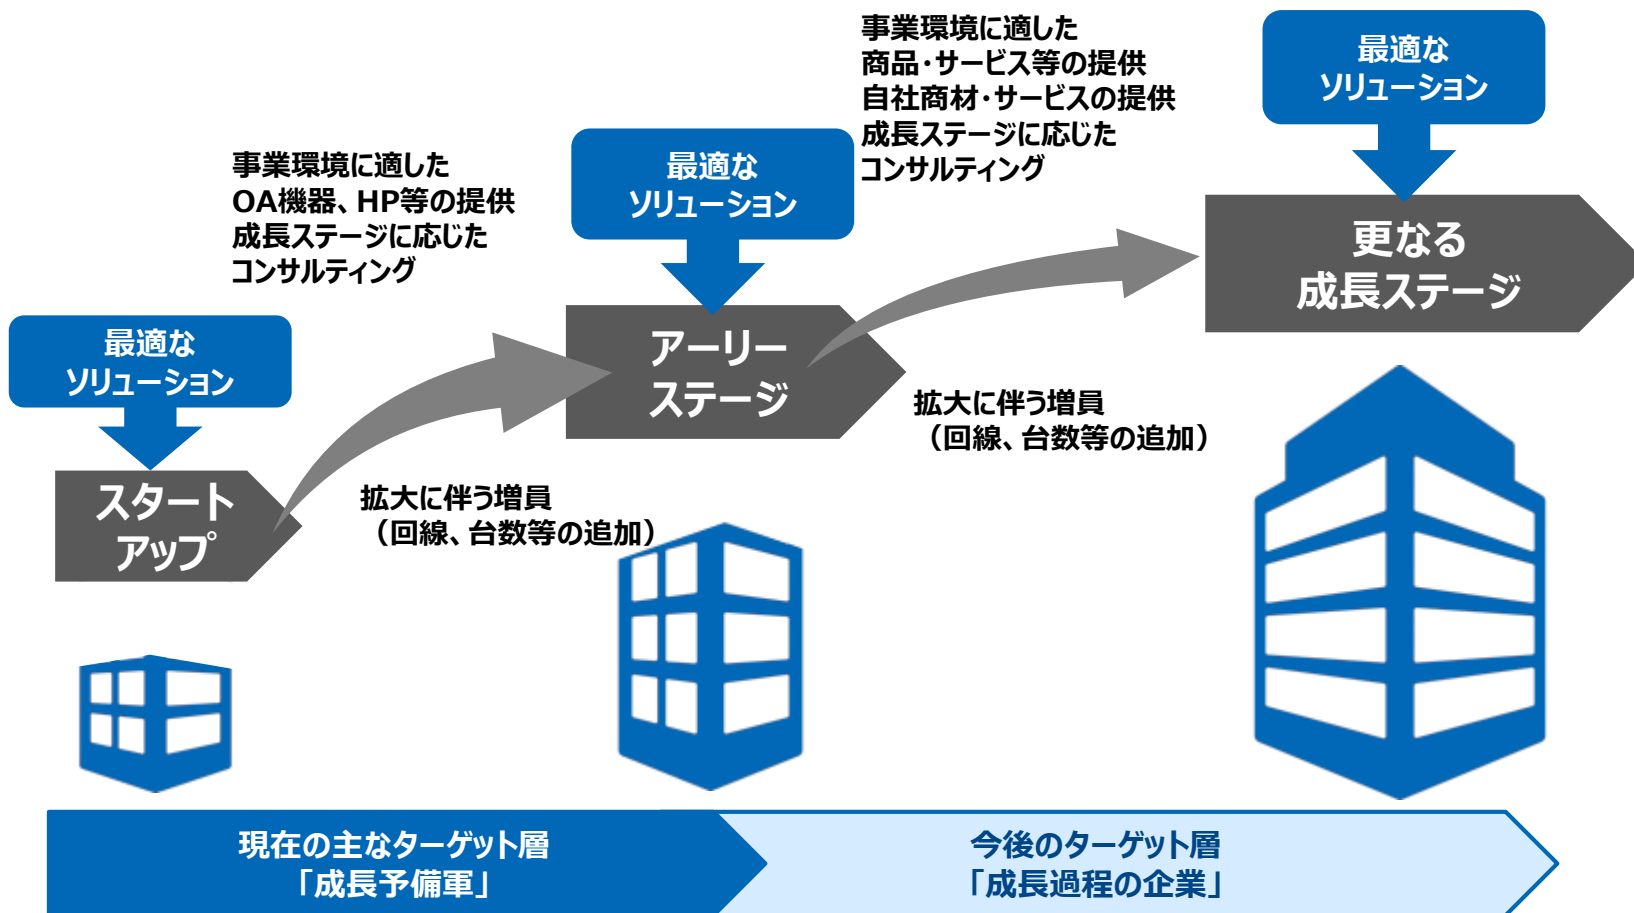 最適な
ソリューション
スタート
アップ
事業環境に適した
OA機器、HP等の提供
成長ステージに応じた
コンサルティング
拡大に伴う増員
（回線、台数等の追加）
最適な
ソリューション
アーリー
ステージ
事業環境に適した
商品・サービス等の提供
自社商材・サービスの提供
成長ステージに応じた
コンサルティング
拡大に伴う増員
（回線、台数等の追加）
最適な
ソリューション
更なる
成長ステージ
現在の主なターゲット層
「成長予備軍」
今後のターゲット層
「成長過程の企業」